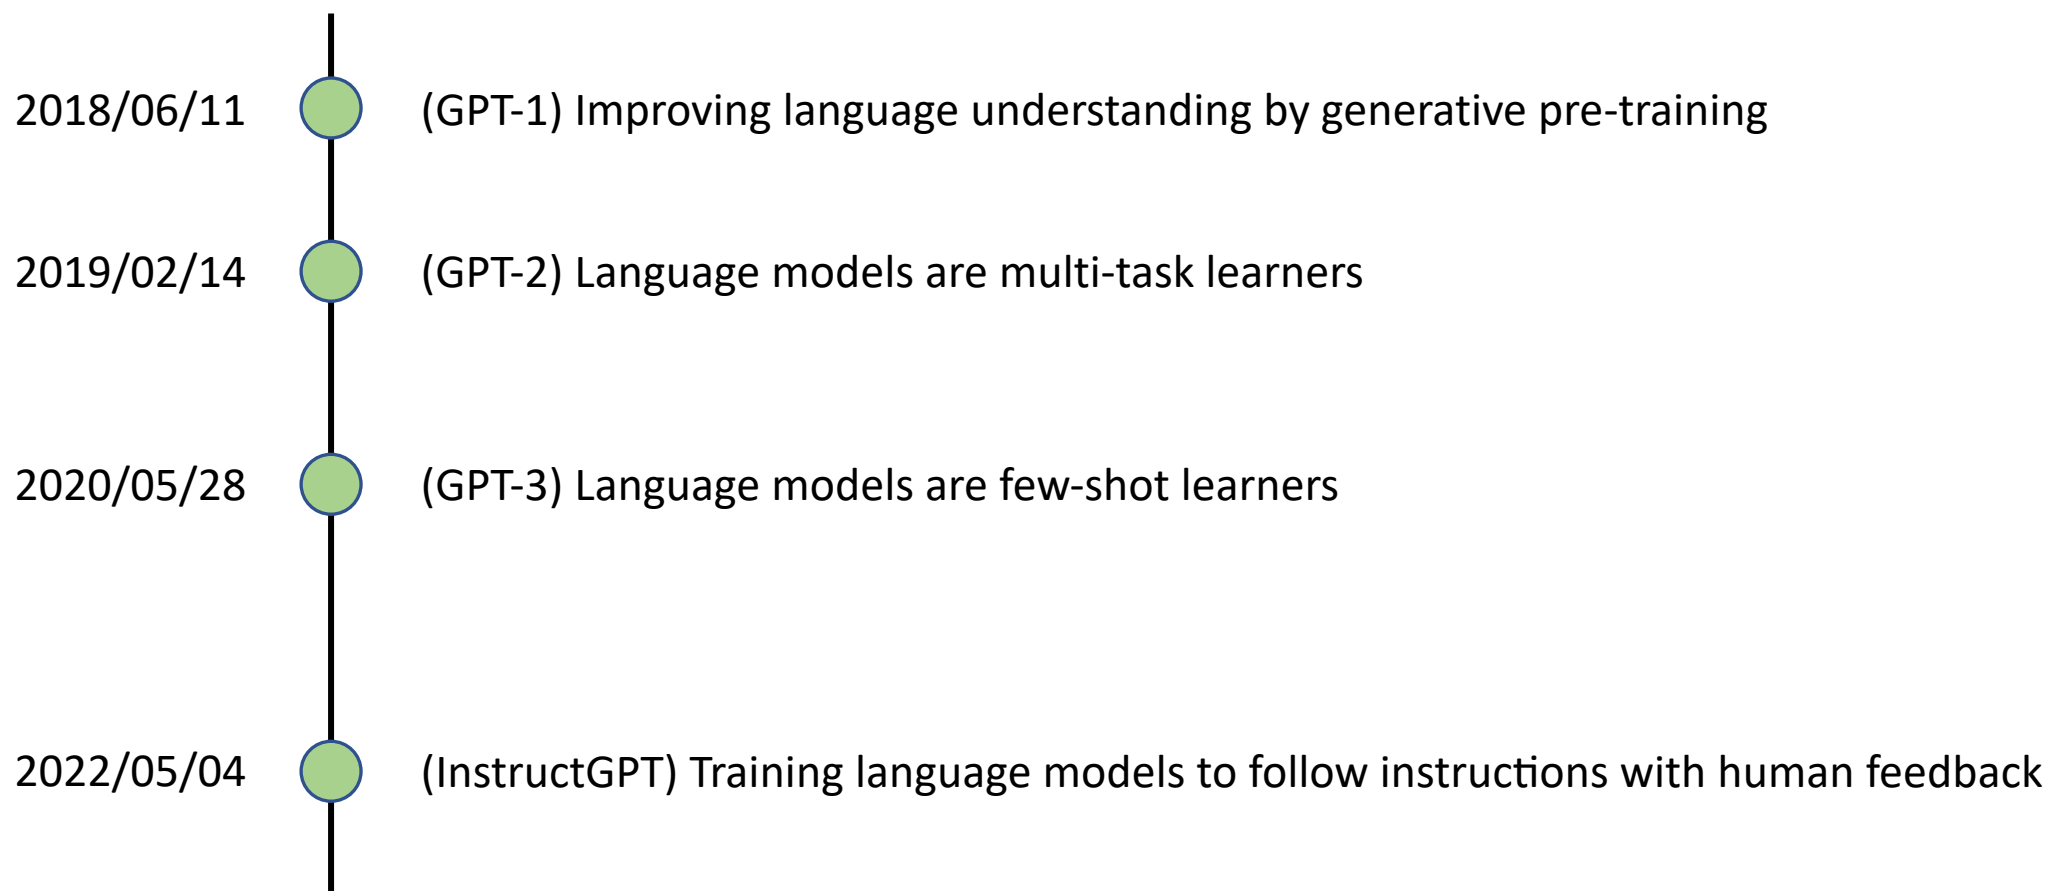 2018/06/11 (GPT-1) Improving language understanding by generative pre-training
2019/02/14 (GPT-2) Language models are multi-task learners
2020/05/28 (GPT-3) Language models are few-shot learners
2022/05/04 (InstructGPT) Training language models to follow instructions with human feedback